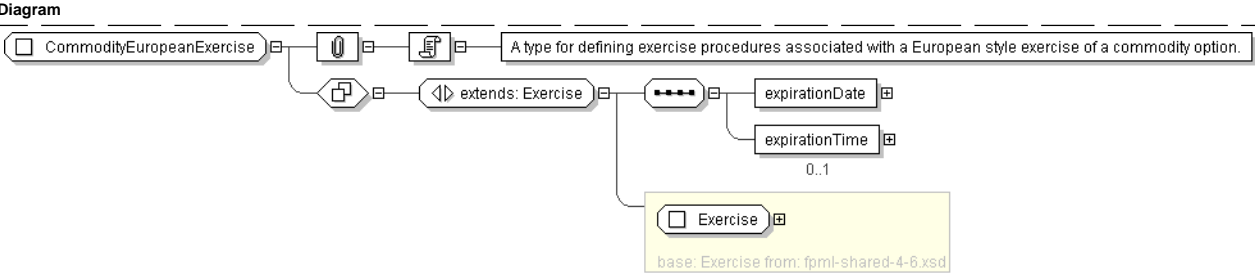 Diagram
CommodityEuropeanExercise
A type for defining exercise procedures associated with a European style exercise of a commodity option.
extends: Exercise
expirationDate
expirationTime
0..1
Exercise
base: Exercise from: fpml-shared-4-6.xsd